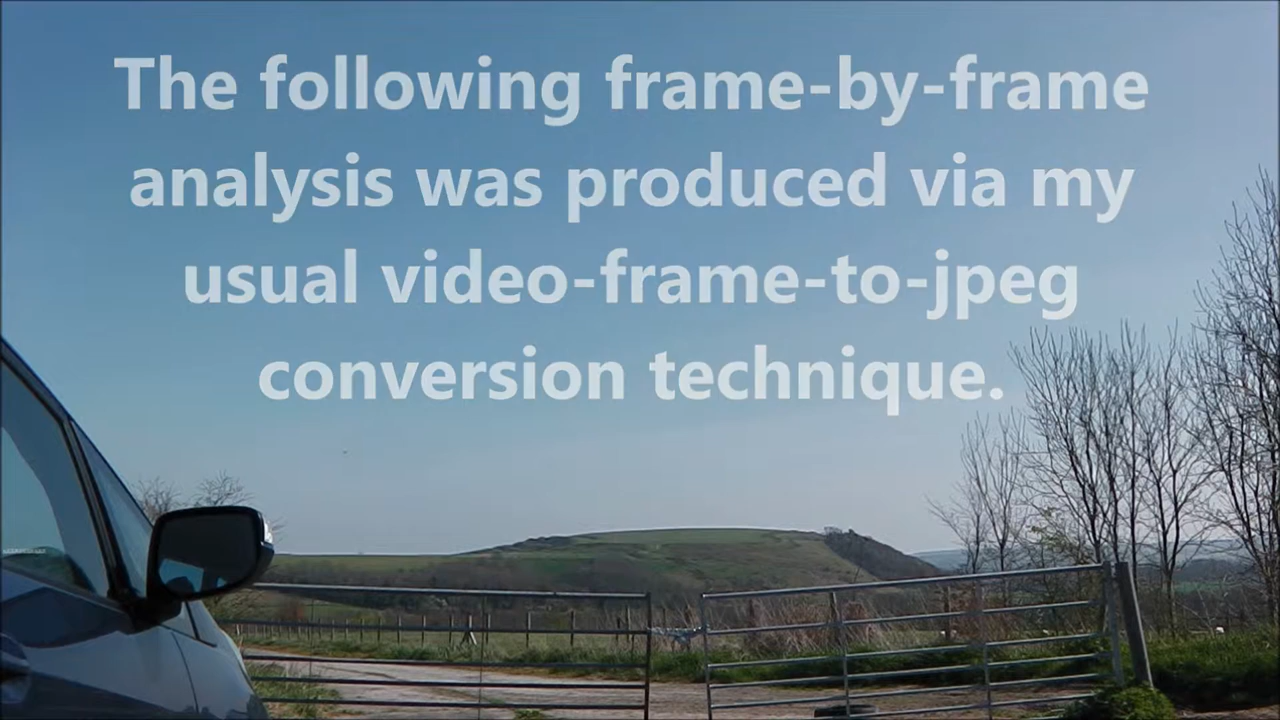 The following frame-by-frame
analysis was produced via my
usual video-frame-to-jpeg
conversion technique.